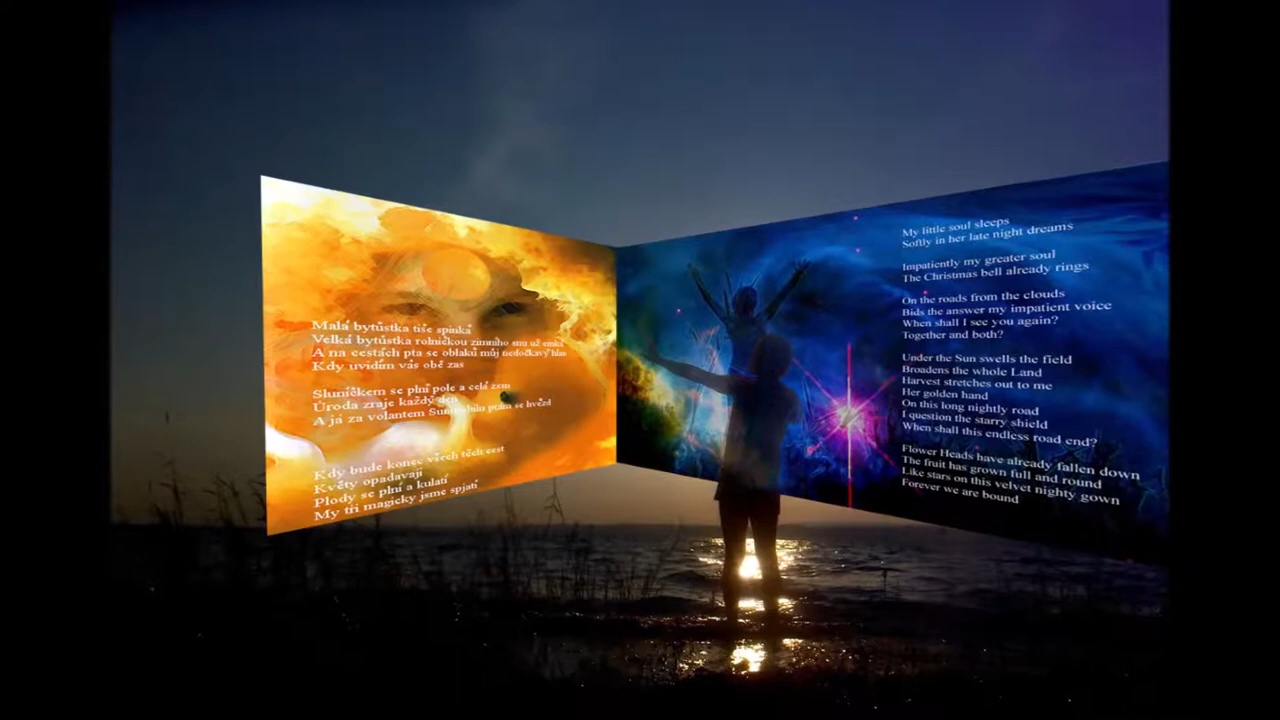 Malá bytůstka tiše spinká
Velká bytůstka rolničkou zimního snu už cinká
A na cestách ptá se oblaků můj nedočkavý hlas
Kdy uvidím vás obě zas
Sluníčkem se plní pole a celá zem
Úroda zraje každý den
A já za volantem ptám se hvězd
Kdy bude konec všech těch cest
Květy opadávají
Plody se plní a kulatí
My tři magicky jsme spjatí
My little soul sleeps
Softly in her late night dreams
Impatiently my greater soul
The Christmas bell already rings
On the roads from the clouds
Bids the answer my impatient voice
When shall I see you again?
Together and both?
Under the Sun swells the field
Broadens the whole Land
Harvest stretches out to me
Her golden hand
On this long nightly road
I question the starry shield
When shall this endless road end?
Flower Heads have already fallen down
The fruit has grown full and round
Like stars on this velvet nighty gown
Forever we are bound